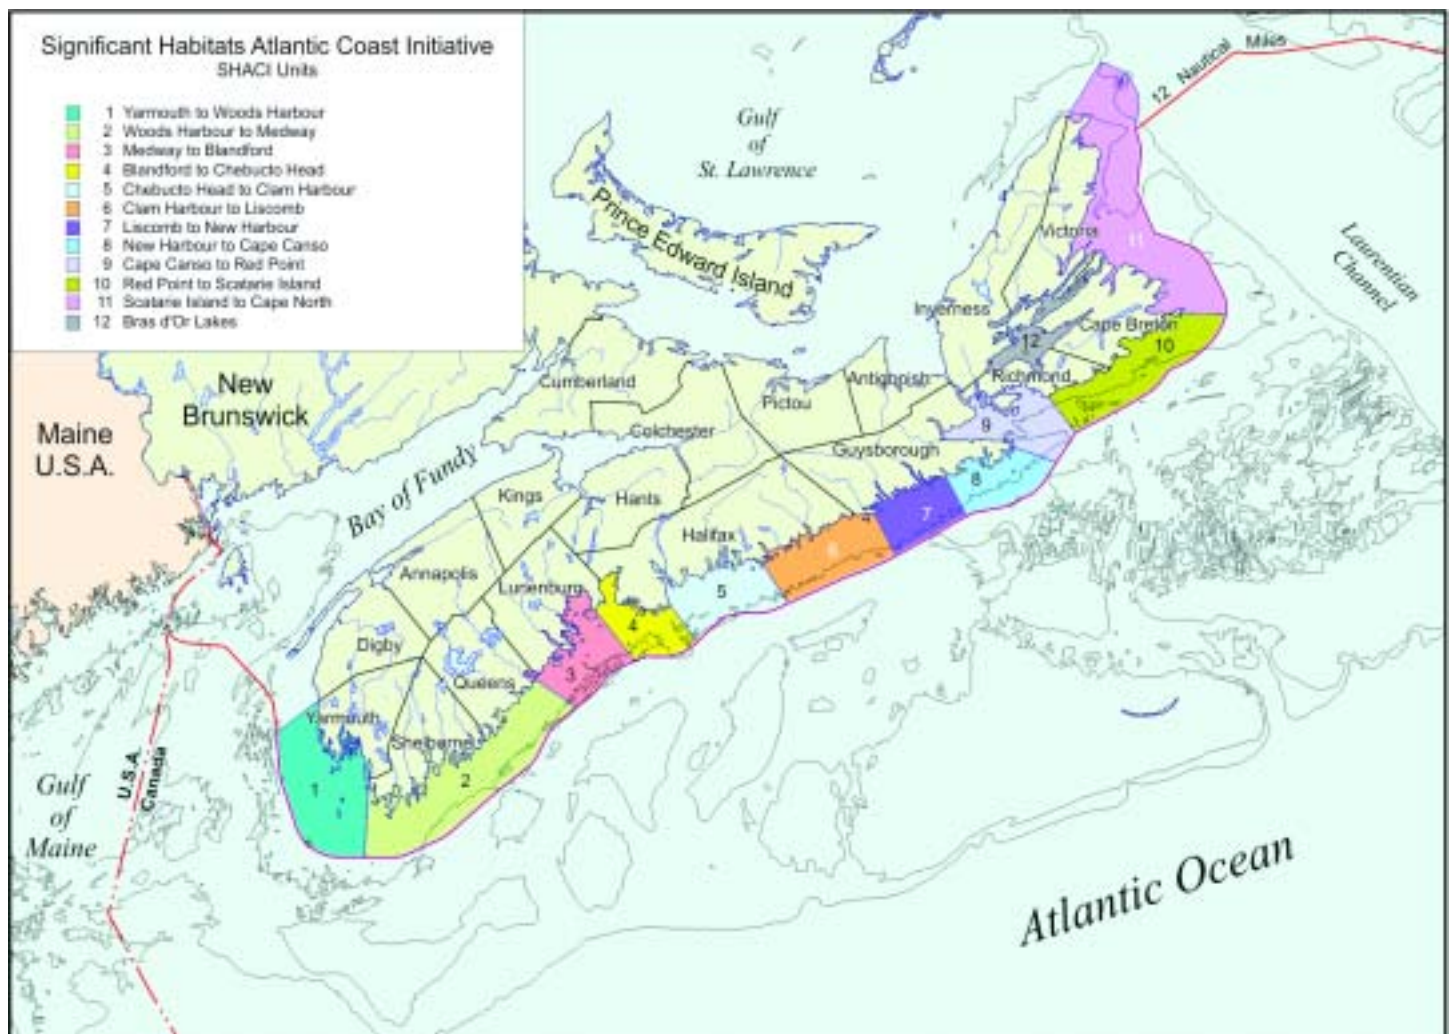 Significant Habitats Atlantic Coast Initiative
SHACI Units
1 Yarmouth to Woods Harbour
2 Woods Harbour to Medway
3 Medway to Blandford
4 Blandford to Chebucto Head
5 Chebucto Head to Clam Harbour
6 Clam Harbour to Liscomb
7 Liscomb to New Harbour
8 New Harbour to Cape Canso
9 Cape Canso to Red Point
10 Red Point to Scatarie Island
11 Scatarie Island to Cape North
12 Bras d'Or Lakes
12 Nautical Miles
Gulf
of
St. Lawrence
Prince Edward Island
Laurentian
Channel
Victoria
11
Inverness
Cape Breton
12
10
Richmond
Cumberland
Antigonish
Pictou
New
Brunswick
Maine
U.S.A.
Colchester
9
Guysborough
8
Bay of Fundy
Kings
Hants
7
Halifax
6
Annapolis
Lunenburg
5
4
Digby
3
Queens
Yarmouth
Shelburne
2
1
U.S.A.
Canada
Gulf
of
Maine
Atlantic Ocean